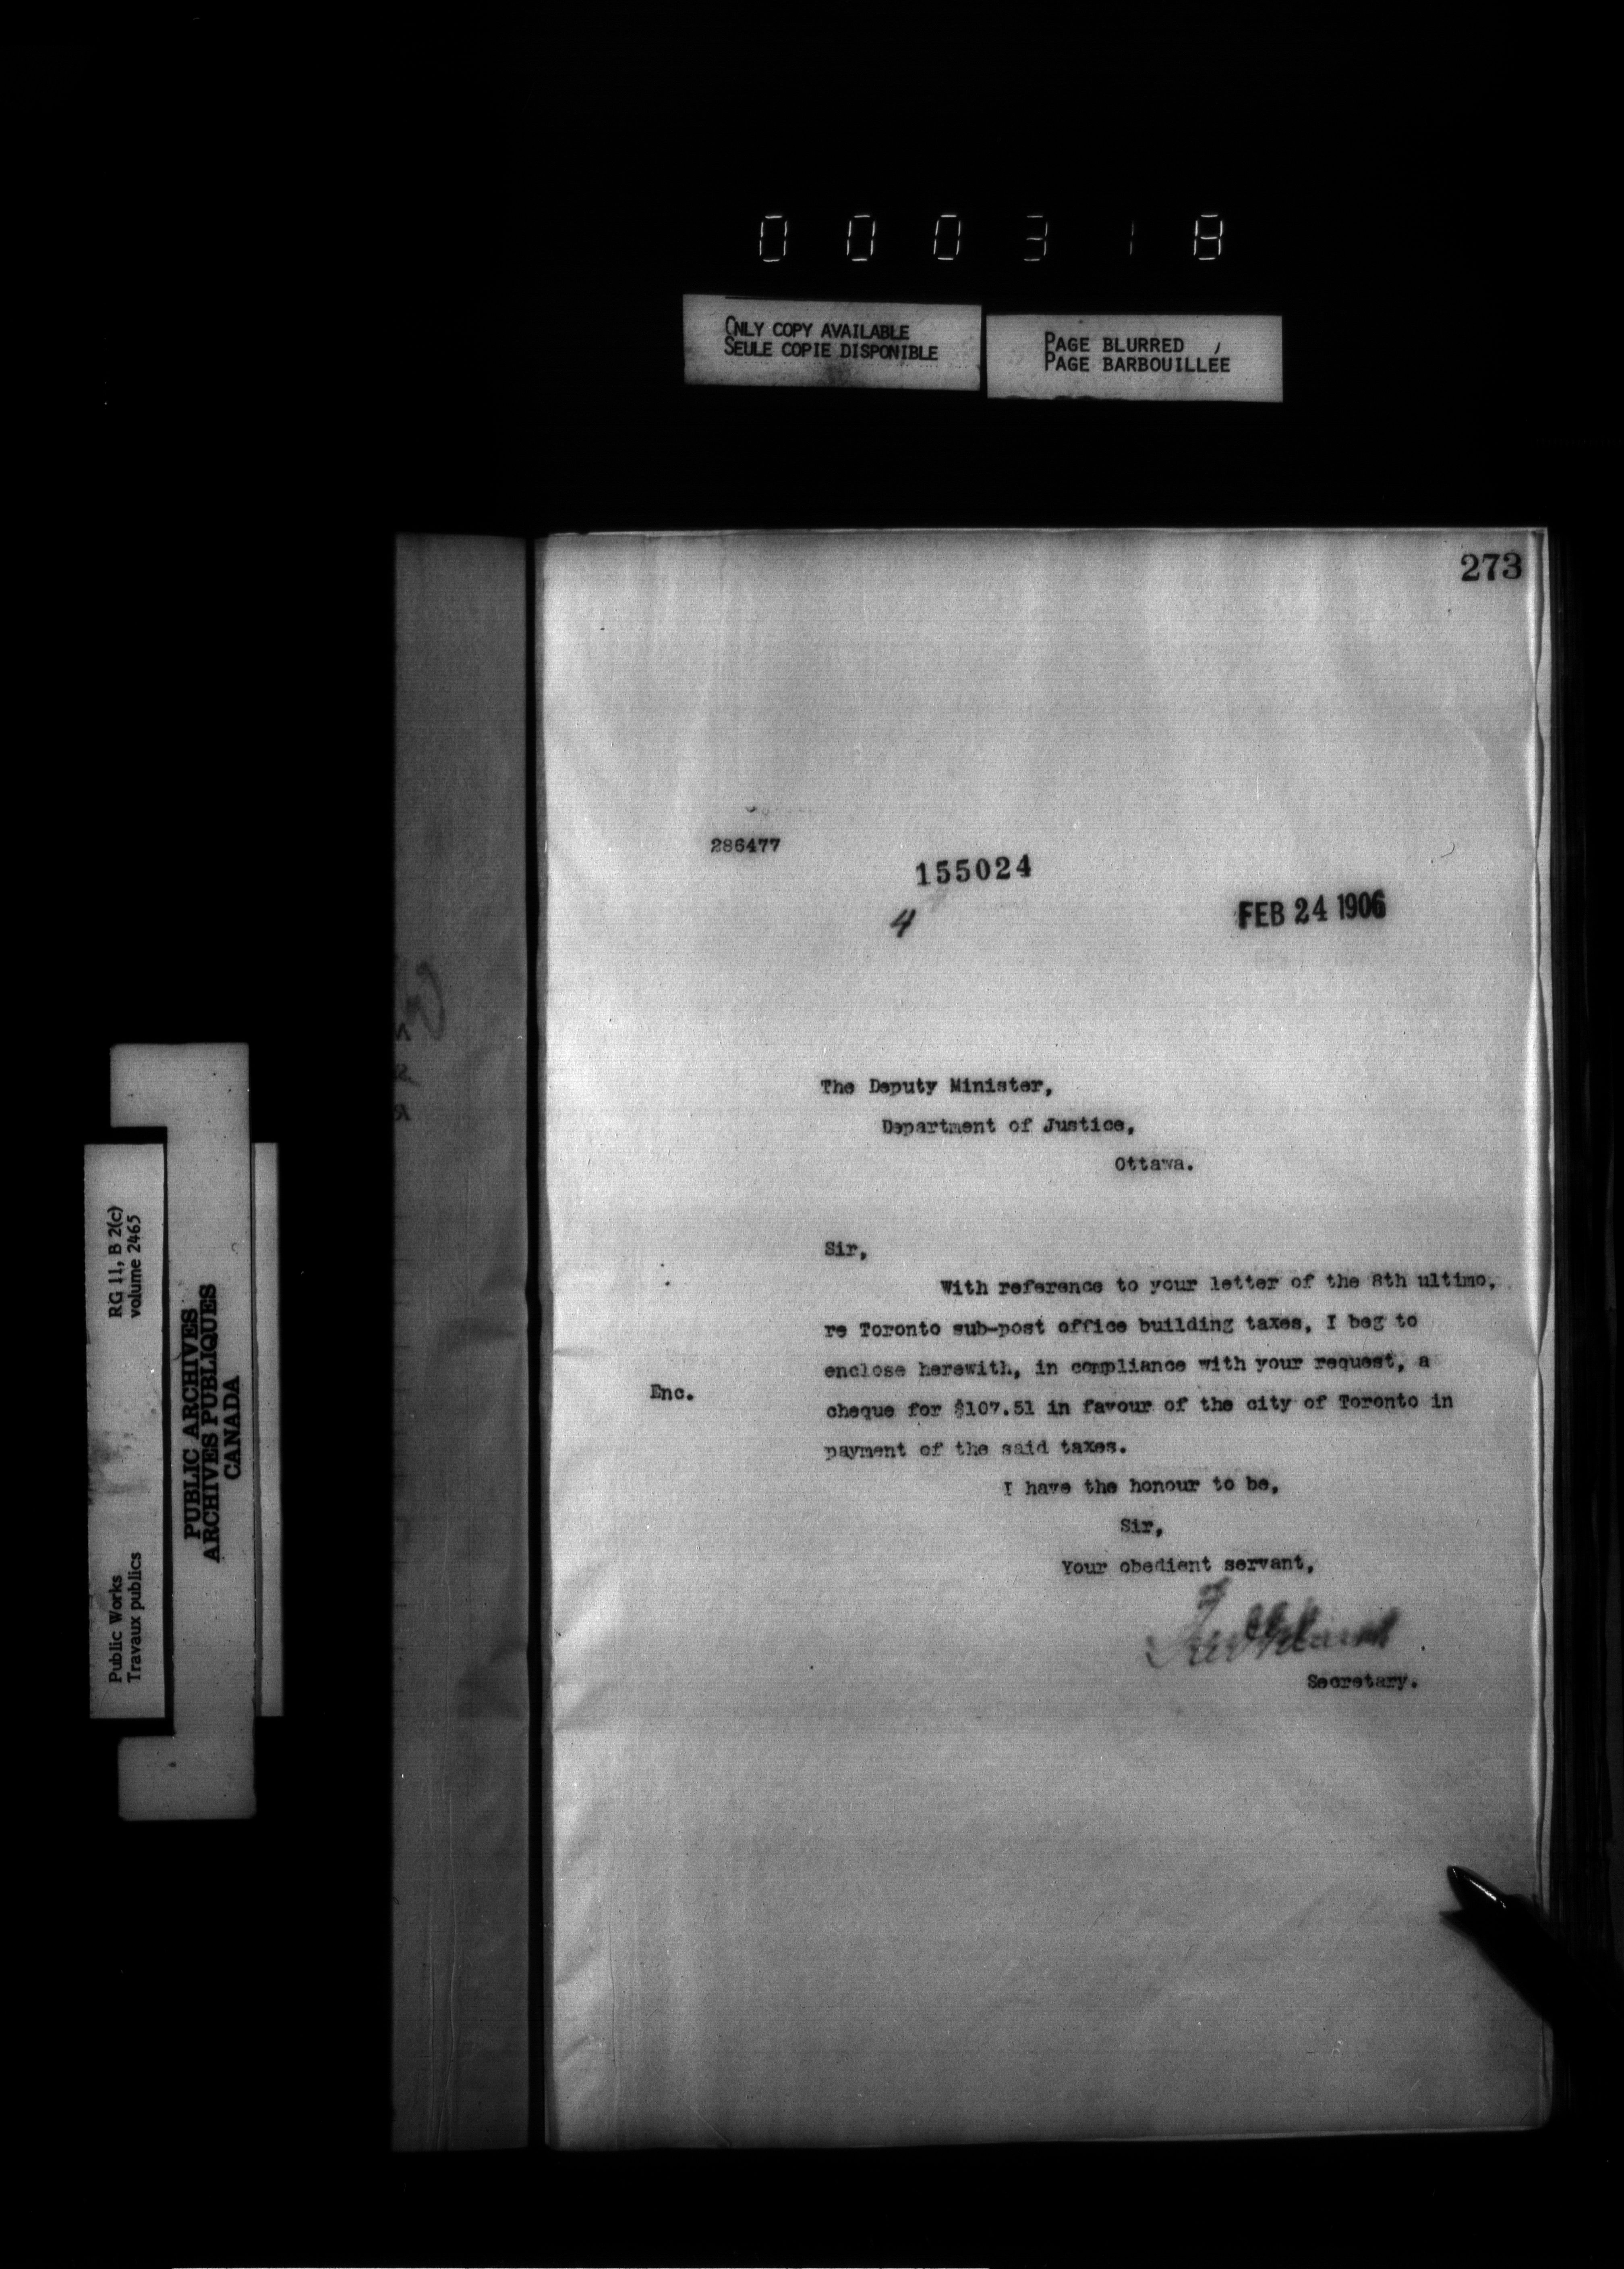 0 0 0 3 1 8
ONLY COPY AVAILABLE
SEULE COPIE DISPONIBLE
PAGE BLURRED
PAGE BARBOUILLÉE
273
286477
155024
4
FEB 24 1906
The Deputy Minister,
Department of Justice,
Ottawa.
Sir,
With reference to your letter of the 8th ultimo,
re Toronto sub-post office building taxes, I beg to
enclose herewith, in compliance with your request, a
Enc.
cheque for $107.51 in favour of the city of Toronto in
payment of the said taxes.
I have the honour to be,
Sir,
Your obedient servant,
Secretary.
RG 11, B 2(c)
volume 2465
Public Works
Travaux publics
PUBLIC ARCHIVES
ARCHIVES PUBLIQUES
CANADA